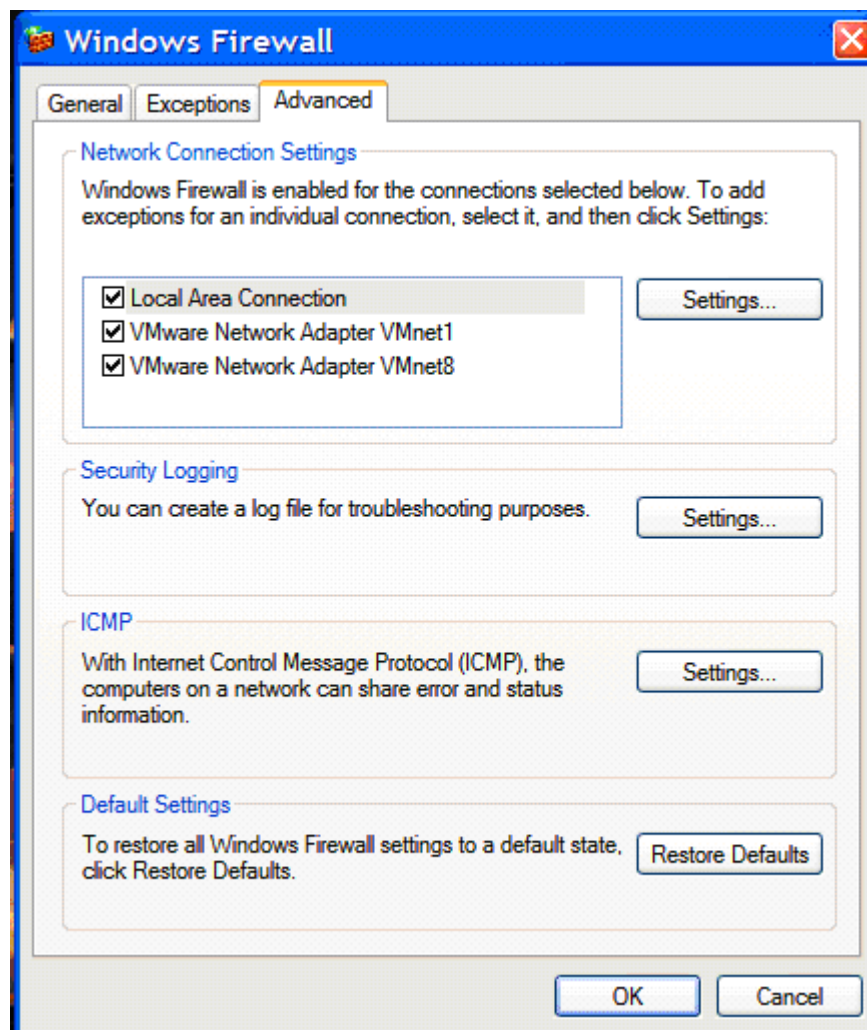 Windows Firewall
General
Exceptions
Advanced
Network Connection Settings
Windows Firewall is enabled for the connections selected below. To add
exceptions for an individual connection, select it, and then click Settings:
Local Area Connection
VMware Network Adapter VMnet1
VMware Network Adapter VMnet8
Settings...
Security Logging
You can create a log file for troubleshooting purposes.
Settings...
ICMP
With Internet Control Message Protocol (ICMP), the
computers on a network can share error and status
information.
Settings...
Default Settings
To restore all Windows Firewall settings to a default state,
click Restore Defaults.
Restore Defaults
OK
Cancel